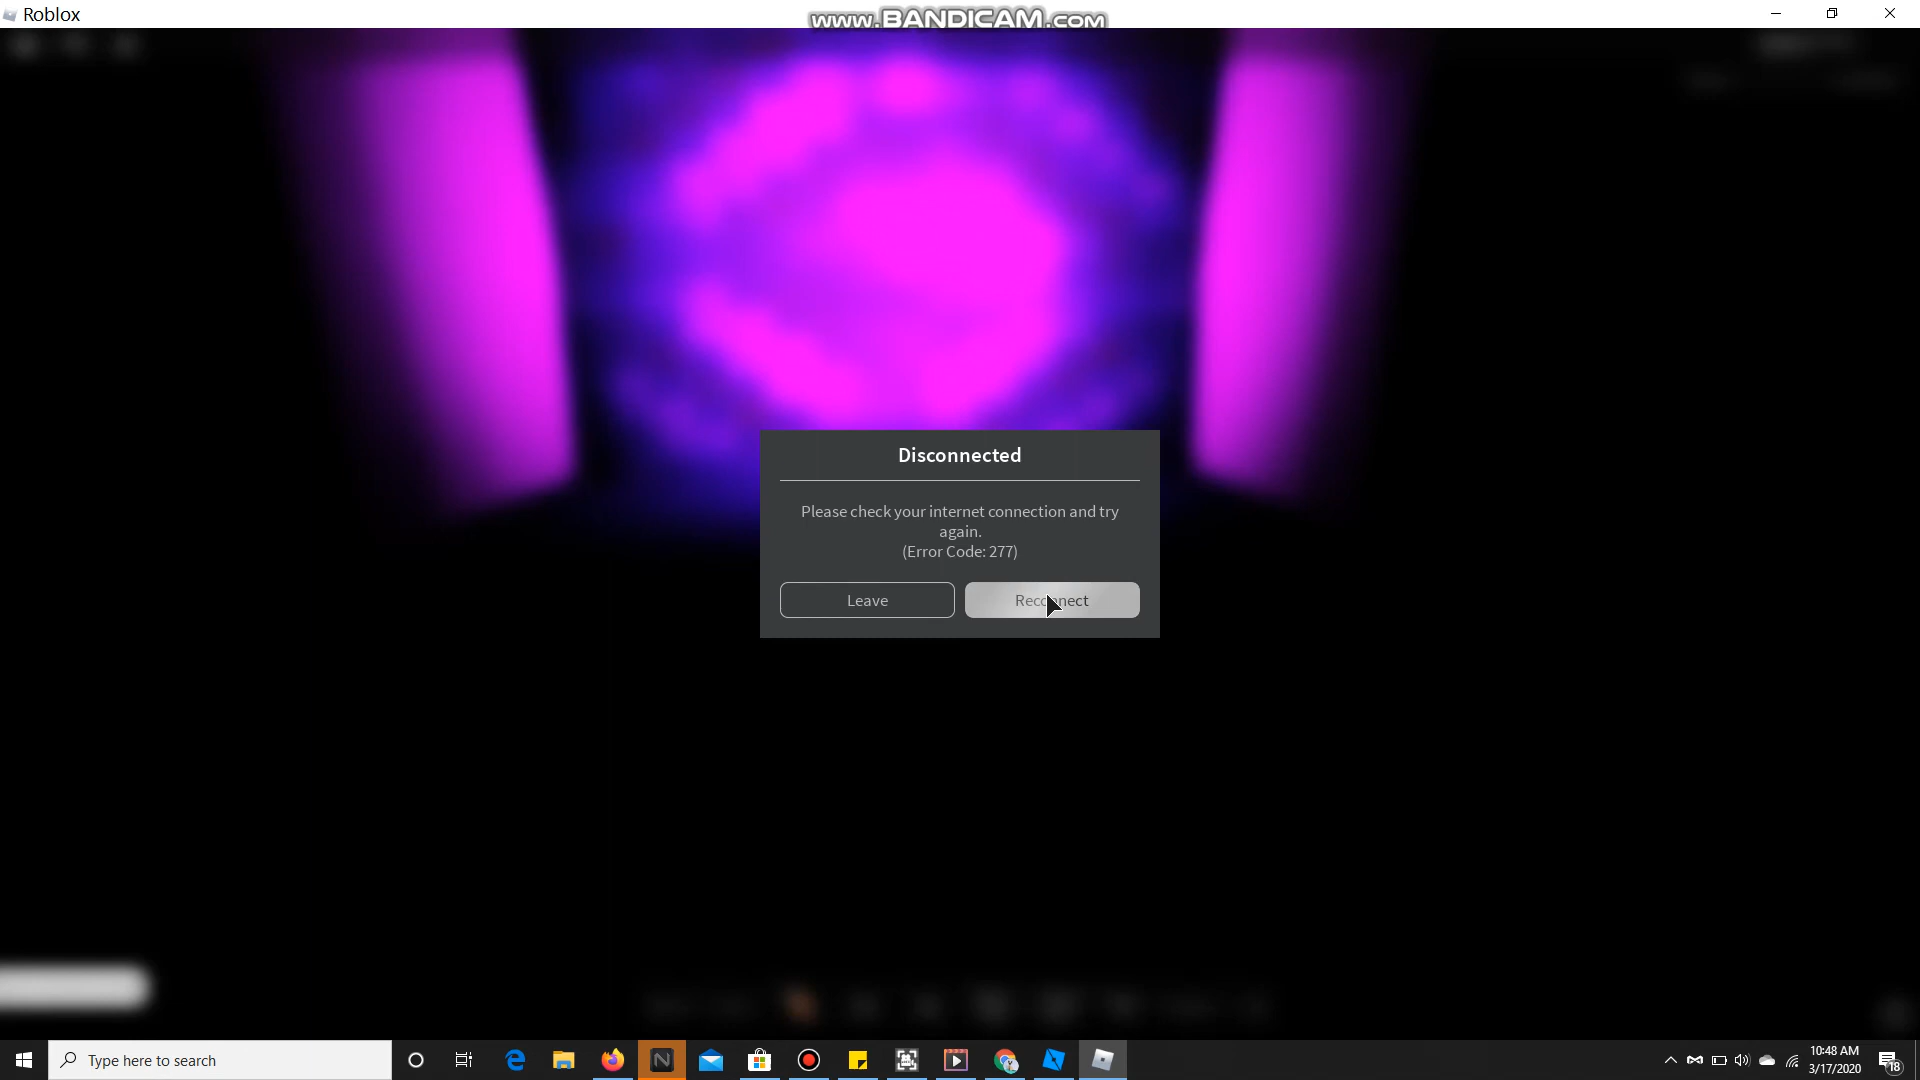 Roblox
www.BANDICAM.com
Disconnected
Please check your internet connection and try
again.
(Error Code: 277)
Leave
Reconnect
Type here to search
10:48 AM
3/17/2020
18